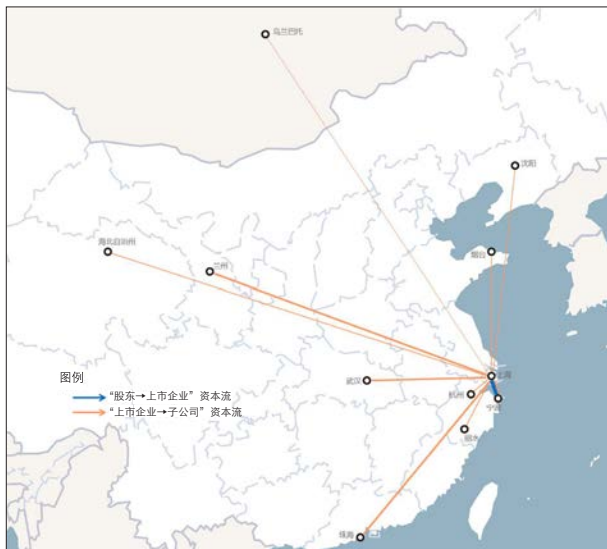 乌兰巴托
沈阳
海北自治州
烟台
兰州
上海
武汉
杭州
宁波
丽水
珠海
图例
“股东→上市企业”资本流
“上市企业→子公司”资本流